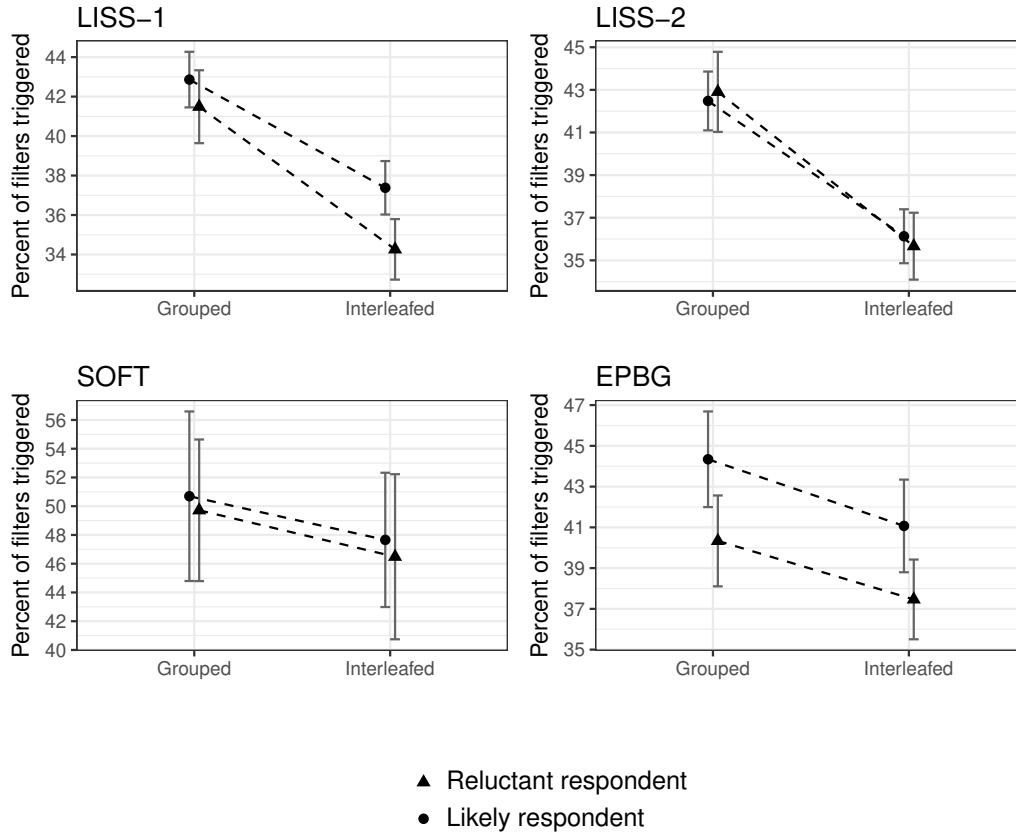 LISS−1
Percent of filters triggered
44
42
40
38
36
34
Grouped
Interleafed
LISS−2
Percent of filters triggered
45
43
41
39
37
35
Grouped
Interleafed
SOFT
Percent of filters triggered
56
54
52
50
48
46
44
42
40
Grouped
Interleafed
EPBG
Percent of filters triggered
47
45
43
41
39
37
35
Grouped
Interleafed
Reluctant respondent
Likely respondent